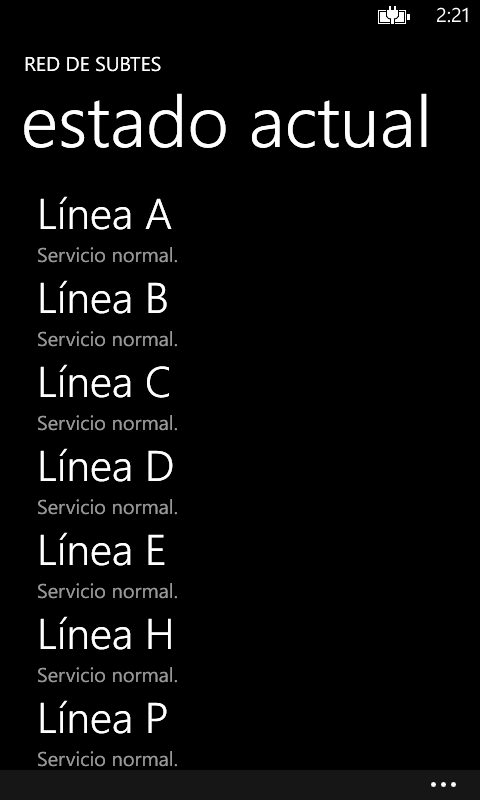 2:21
RED DE SUBTES
estado actual
Línea A
Servicio normal.
Línea B
Servicio normal.
Línea C
Servicio normal.
Línea D
Servicio normal.
Línea E
Servicio normal.
Línea H
Servicio normal.
Línea P
Servicio normal.